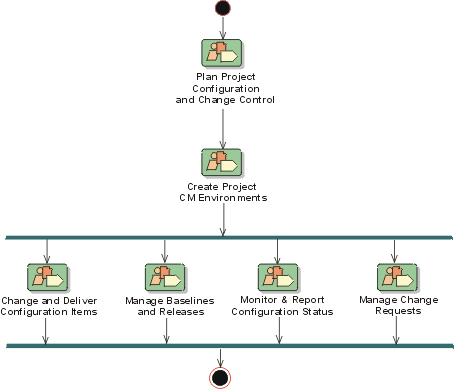 Plan Project
Configuration
and Change Control
Create Project
CM Environments
Change and Deliver
Configuration Items
Manage Baselines
and Releases
Monitor & Report
Configuration Status
Manage Change
Requests